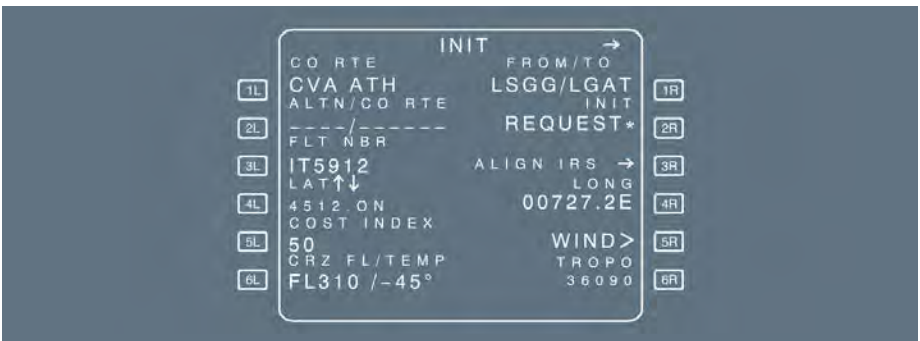 INIT →
CO RTE FROM/TO
1L CVA ATH LSGG/LGAT 1R
ALTN/CO RTE INIT
2L ----/------ REQUEST* 2R
FLT NBR
3L IT5912 ALIGN IRS → 3R
LAT↑↓ LONG
4L 4512.ON 00727.2E 4R
COST INDEX
5L 50 WIND> 5R
CRZ FL/TEMP TROPO
6L FL310 /-45° 36090 6R